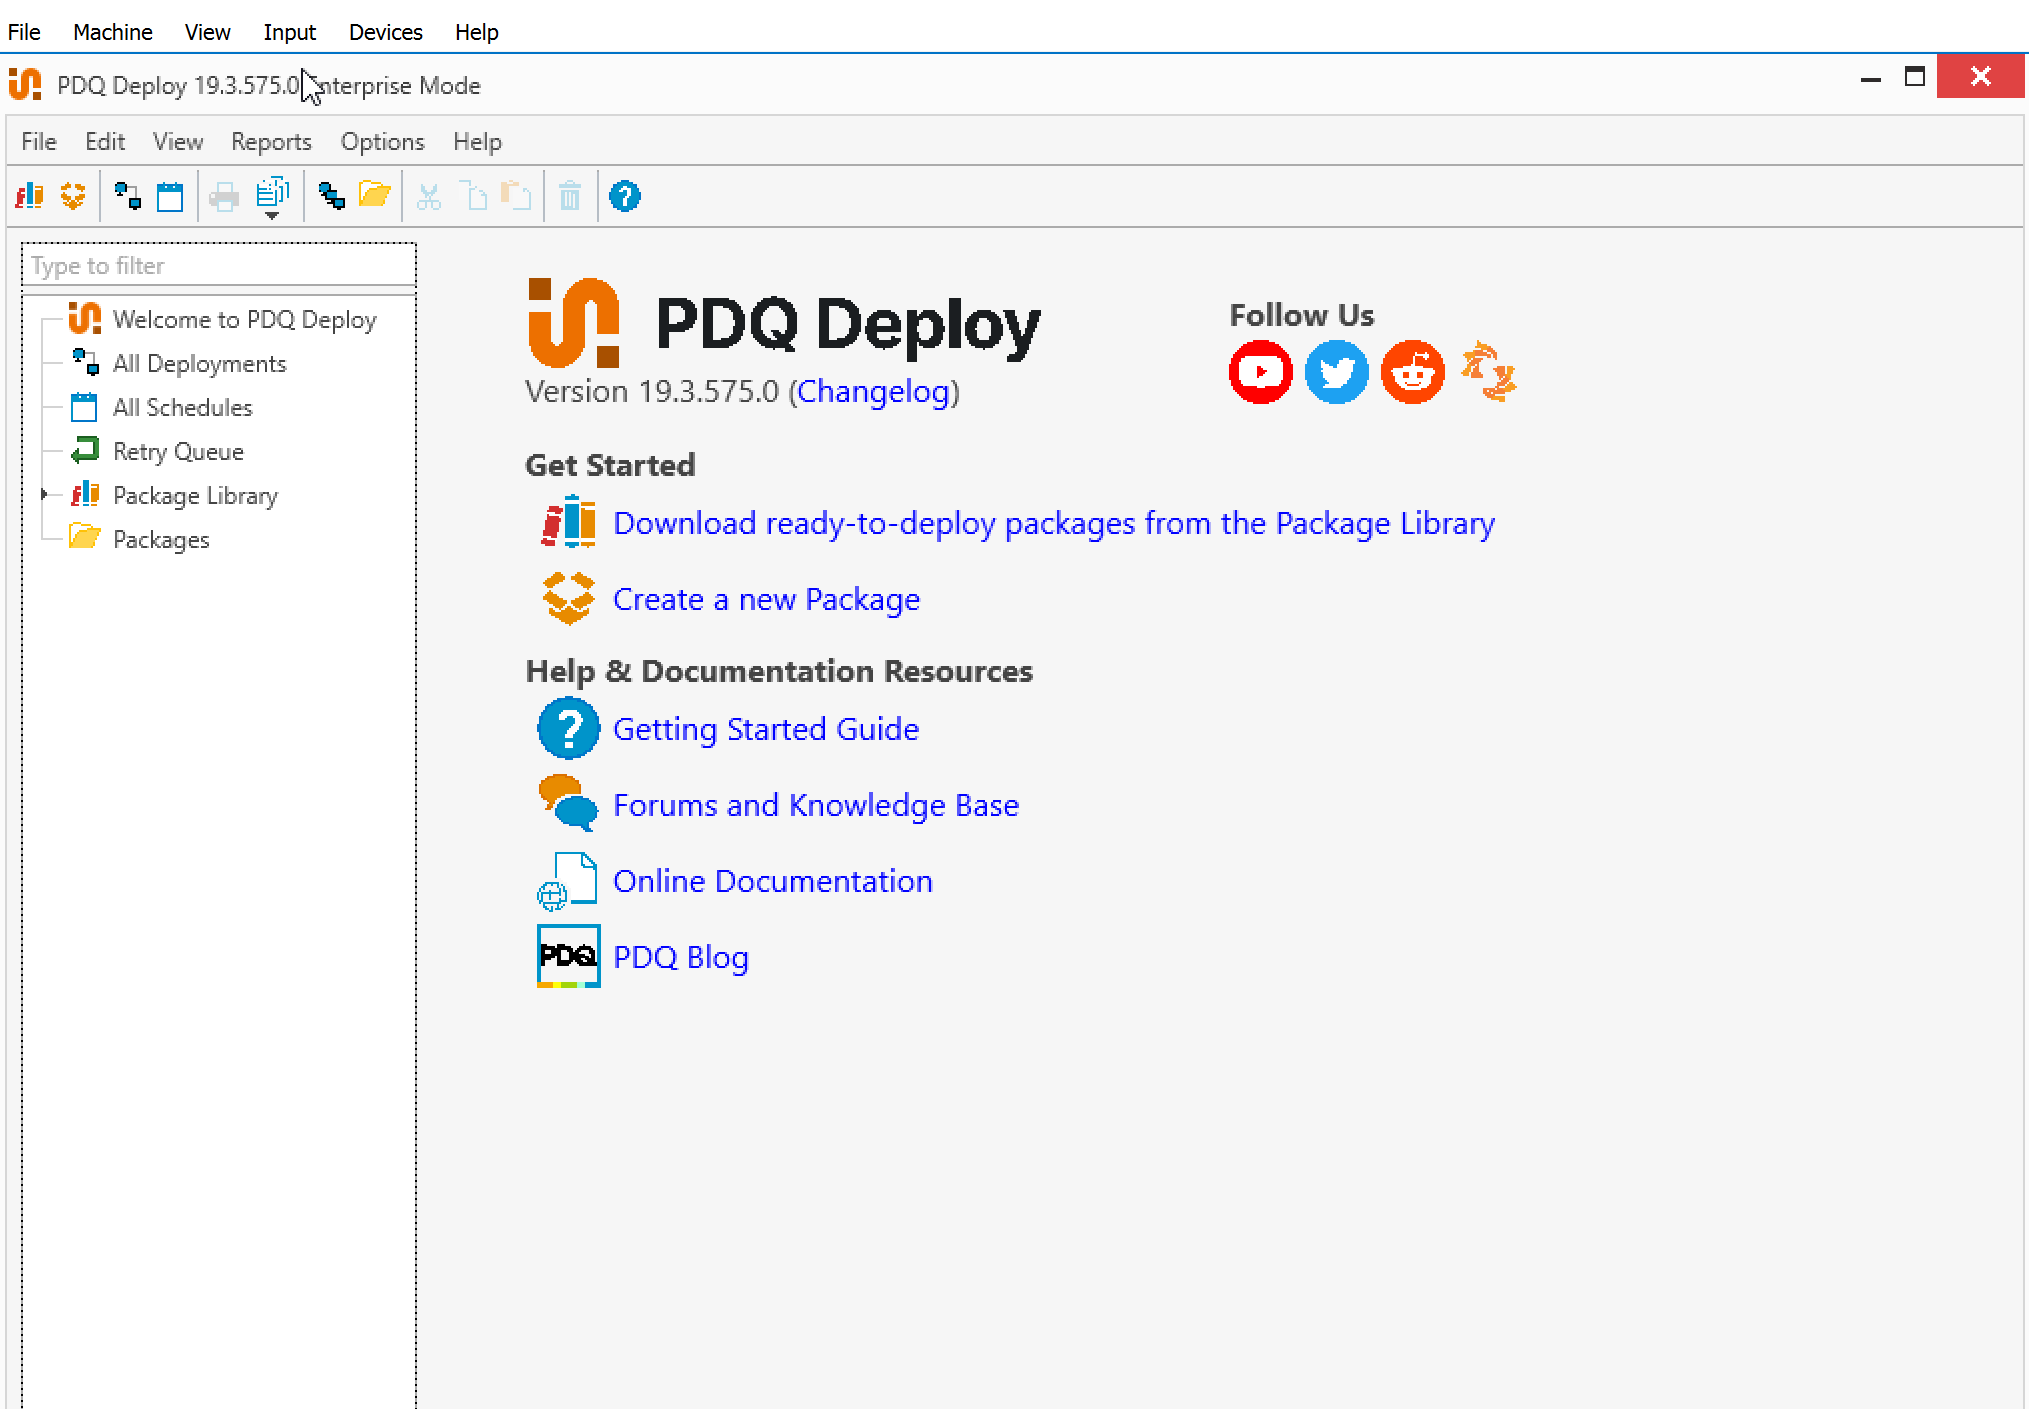 File Machine View Input Devices Help
PDQ Deploy 19.3.575.0 Enterprise Mode
File Edit View Reports Options Help
Type to filter
Welcome to PDQ Deploy
All Deployments
All Schedules
Retry Queue
Package Library
Packages
PDQ Deploy
Version 19.3.575.0 (Changelog)
Follow Us
Get Started
Download ready-to-deploy packages from the Package Library
Create a new Package
Help & Documentation Resources
Getting Started Guide
Forums and Knowledge Base
Online Documentation
PDQ
PDQ Blog